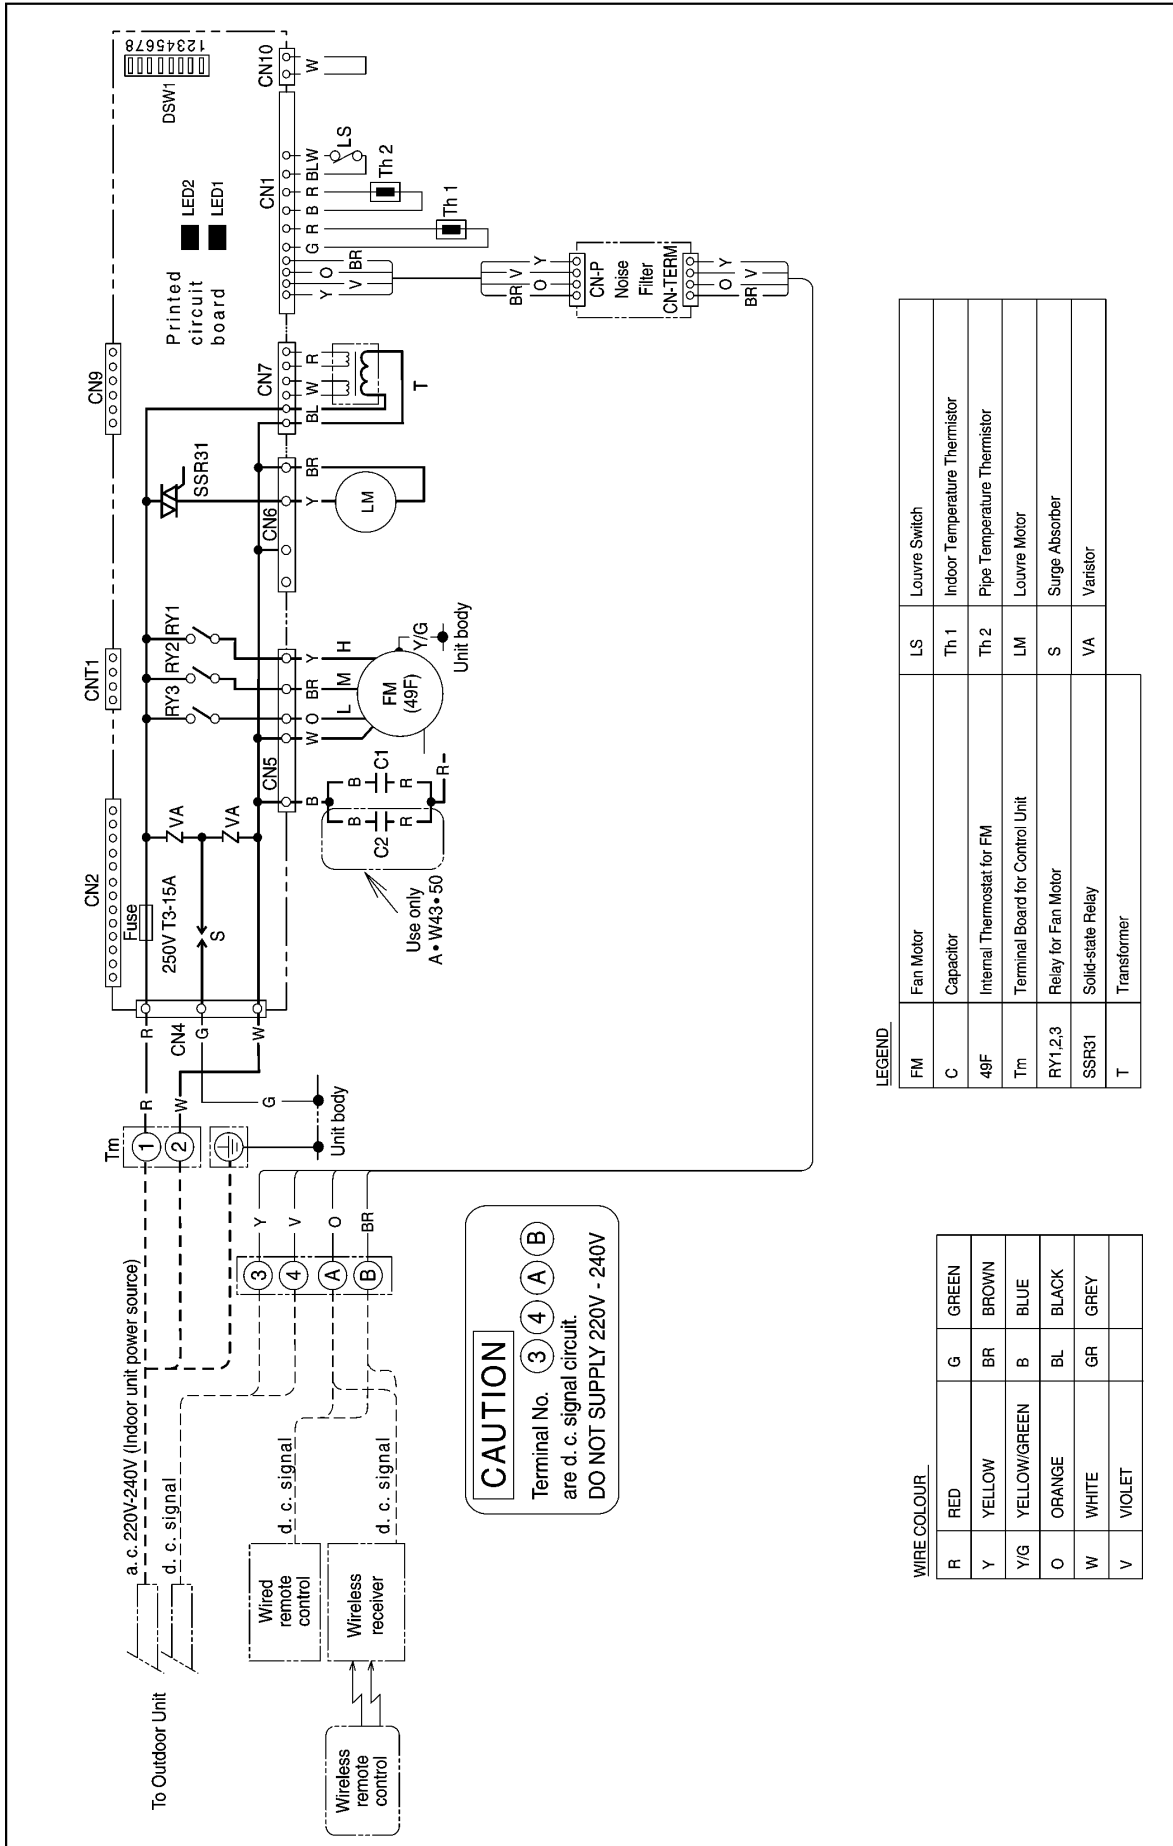 To Outdoor Unit
a. c. 220V-240V (Indoor unit power source)
d. c. signal
Wired
remote
control
d. c. signal
Wireless
receiver
d. c. signal
Wireless
remote
control
Tm
1
2
R
W
G
Unit body
3
4
A
B
Y
V
O
BR
CAUTION
Terminal No. 3 4 A B
are d. c. signal circuit.
DO NOT SUPPLY 220V - 240V
R
CN4
G
W
CN2
Fuse
250V T3-15A
S
VA
VA
CNT1
RY3
RY2
RY1
CN9
SSR31
Printed
circuit
board
LED2
LED1
DSW1
12345678
CN5
B
W
O
BR
Y
L
M
H
FM
(49F)
Y/G
Unit body
B
C1
R
B
C2
R
R
Use only
A • W43 • 50
CN6
Y
BR
LM
CN7
BL
W
R
T
CN1
Y
V
O
BR
G
R
B
R
BL
W
LS
Th 2
Th 1
CN10
W
BR
O
V
Y
CN-P
Noise
Filter
CN-TERM
BR
O
V
Y
WIRE COLOUR
R RED G GREEN
Y YELLOW BR BROWN
Y/G YELLOW/GREEN B BLUE
O ORANGE BL BLACK
W WHITE GR GREY
V VIOLET
LEGEND
FM Fan Motor LS Louvre Switch
C Capacitor Th 1 Indoor Temperature Thermistor
49F Internal Thermostat for FM Th 2 Pipe Temperature Thermistor
Tm Terminal Board for Control Unit LM Louvre Motor
RY1,2,3 Relay for Fan Motor S Surge Absorber
SSR31 Solid-state Relay VA Varistor
T Transformer